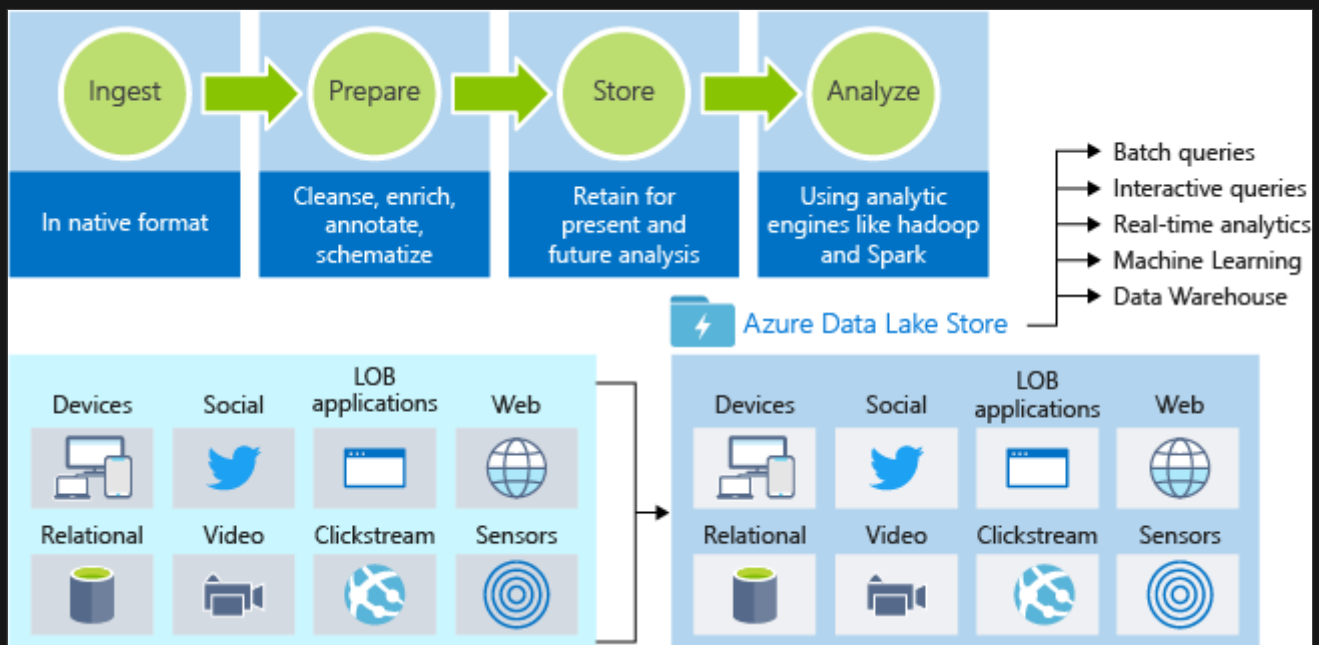 Ingest
Prepare
Store
Analyze
In native format
Cleanse, enrich,
annotate,
schematize
Retain for
present and
future analysis
Using analytic
engines like hadoop
and Spark
Batch queries
Interactive queries
Real-time analytics
Machine Learning
Data Warehouse
Azure Data Lake Store
Devices
Social
LOB
applications
Web
Relational
Video
Clickstream
Sensors
Devices
Social
LOB
applications
Web
Relational
Video
Clickstream
Sensors